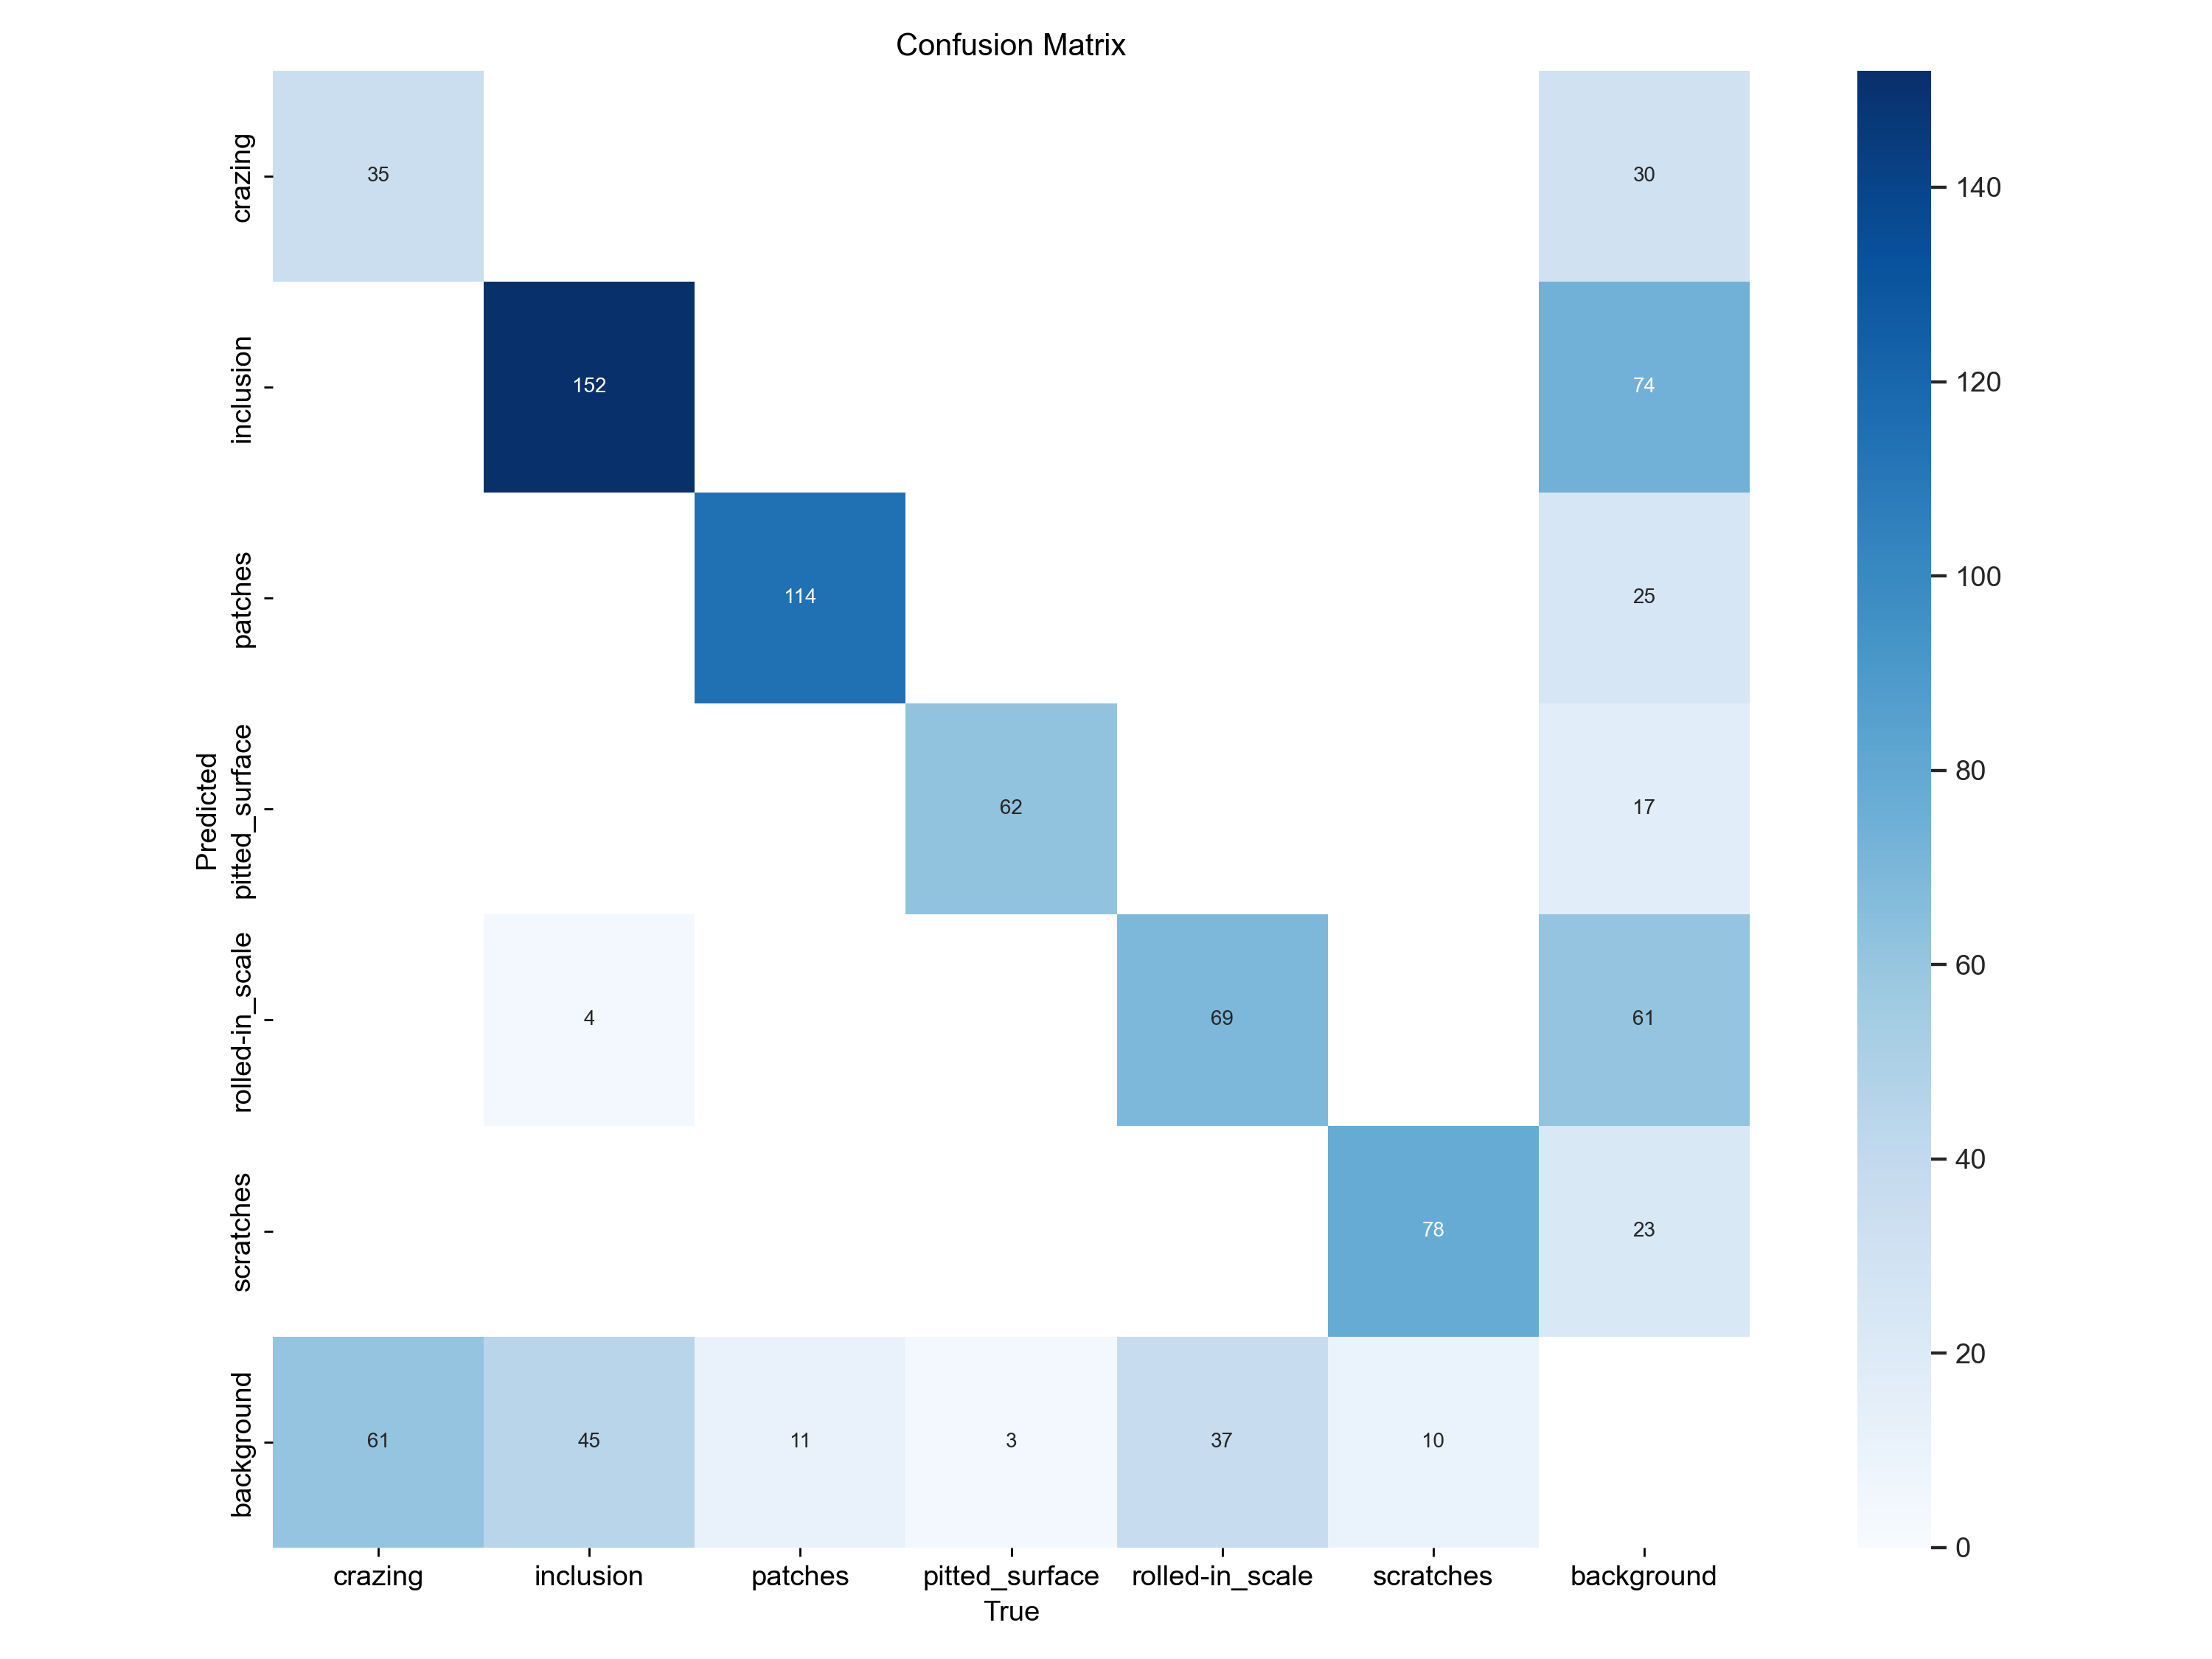 Confusion Matrix
crazing
35
30
140
inclusion
152
74
120
patches
114
25
100
Predicted
pitted_surface
62
17
80
rolled-in_scale
4
69
61
60
scratches
78
23
40
background
61
45
11
3
37
10
20
0
crazing
inclusion
patches
pitted_surface
rolled-in_scale
scratches
background
True